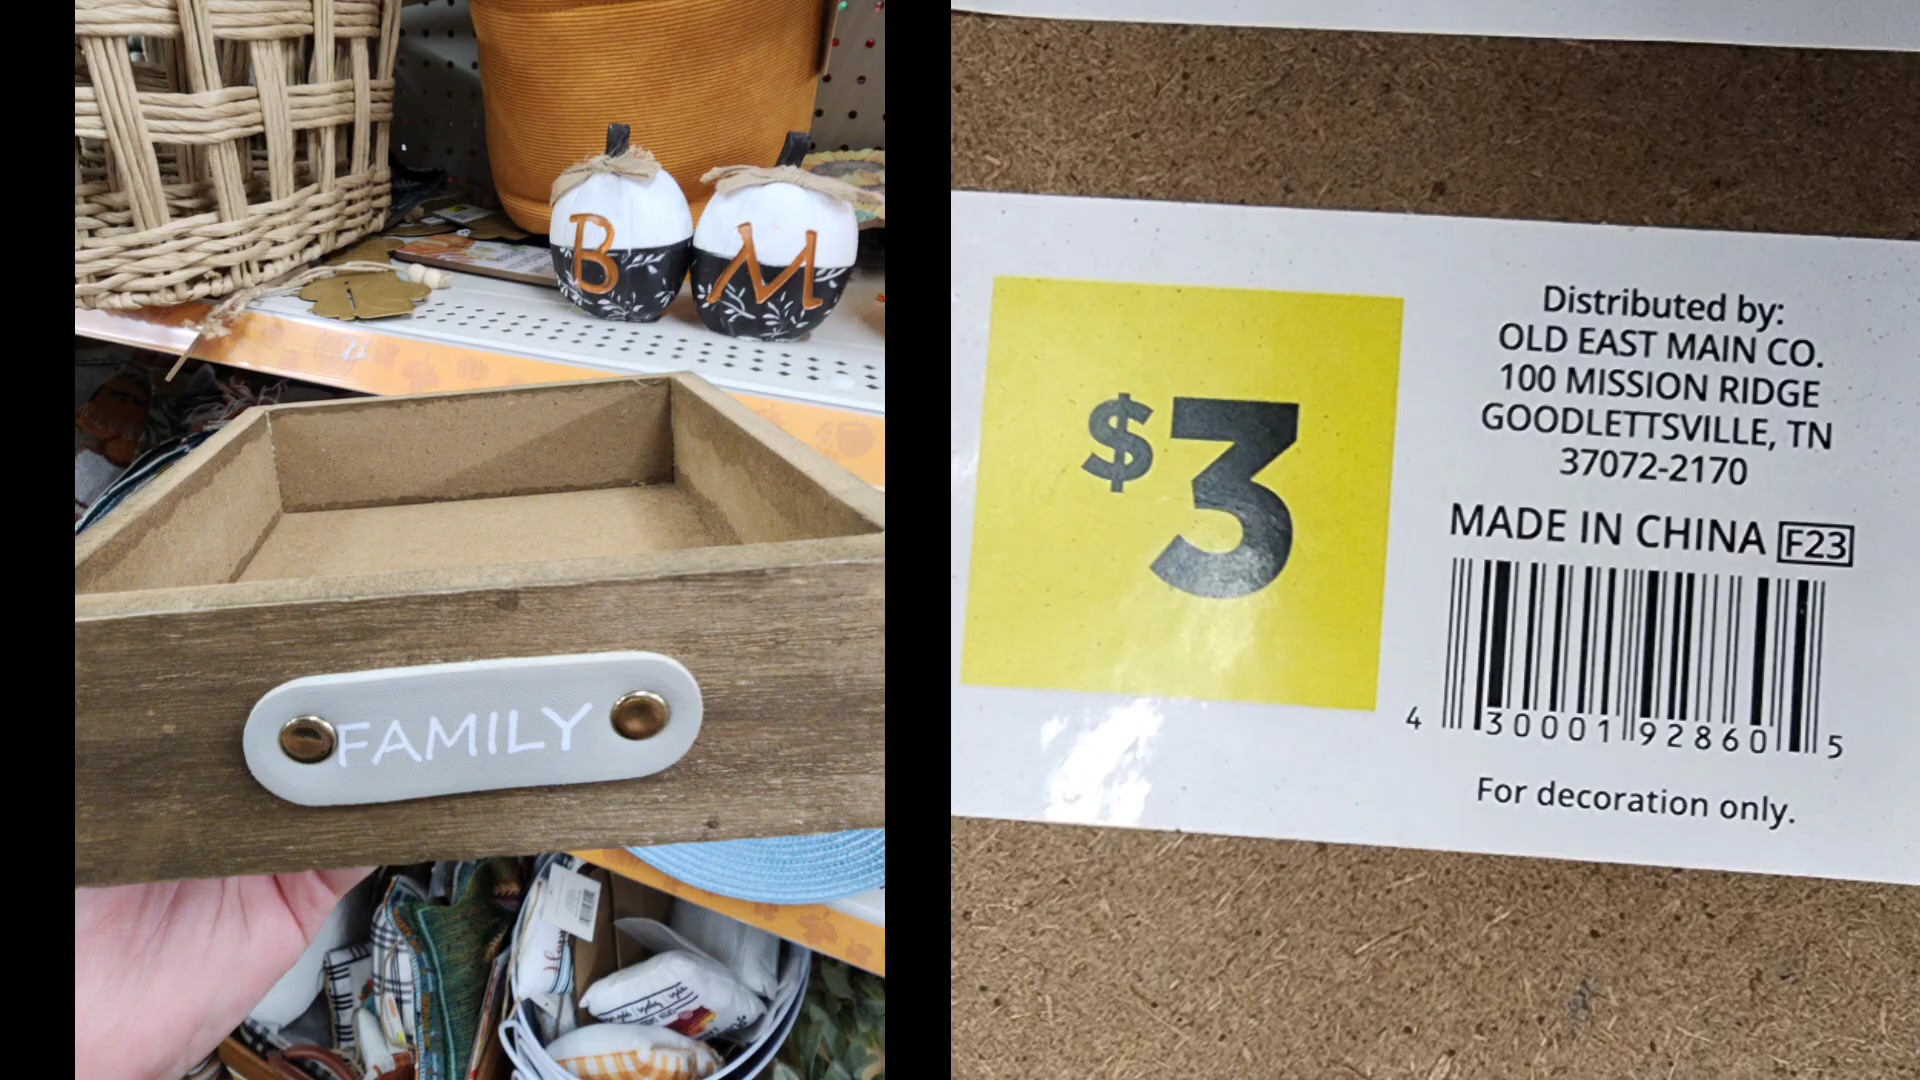 B
M
FAMILY
$3
Distributed by:
OLD EAST MAIN CO.
100 MISSION RIDGE
GOODLETTSVILLE, TN
37072-2170
MADE IN CHINA F23
4 30001 92860 5
For decoration only.